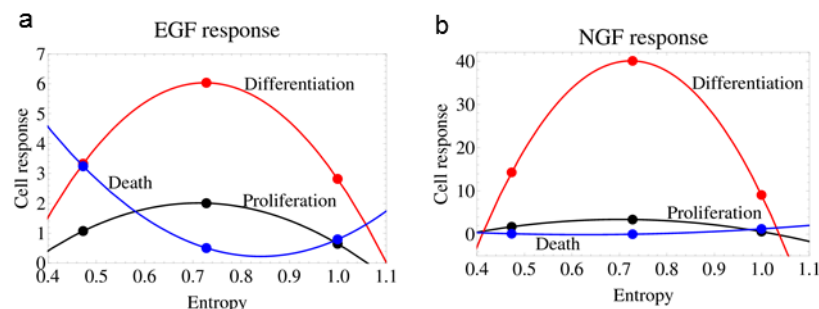 a
EGF response
7
6
5
4
3
2
1
0
Cell response
Differentiation
Death
Proliferation
0.4 0.5 0.6 0.7 0.8 0.9 1.0 1.1
Entropy
b
NGF response
40
30
20
10
0
Cell response
Differentiation
Proliferation
Death
0.4 0.5 0.6 0.7 0.8 0.9 1.0 1.1
Entropy